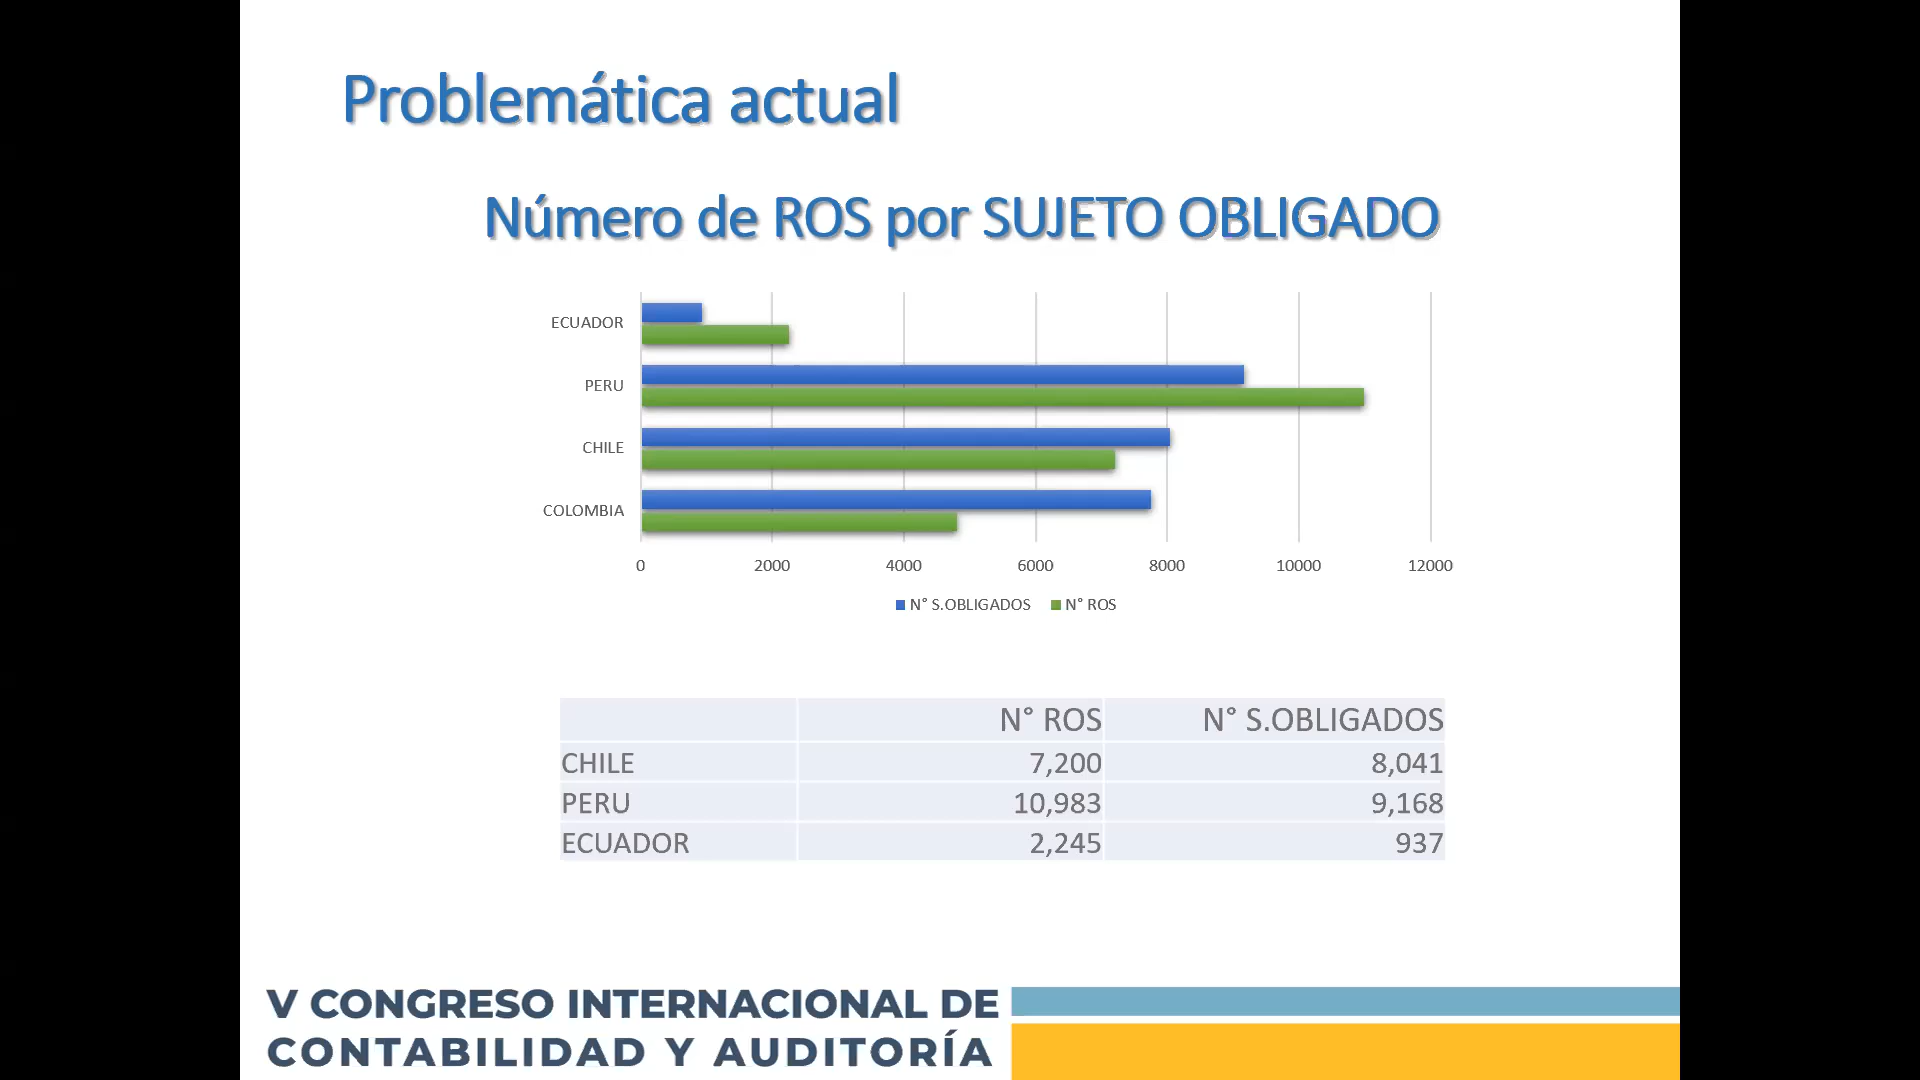 Problemática actual
Número de ROS por SUJETO OBLIGADO
ECUADOR
PERU
CHILE
COLOMBIA
0 2000 4000 6000 8000 10000 12000
N° S.OBLIGADOS N° ROS
N° ROS N° S.OBLIGADOS
CHILE 7,200 8,041
PERU 10,983 9,168
ECUADOR 2,245 937
V CONGRESO INTERNACIONAL DE
CONTABILIDAD Y AUDITORÍA